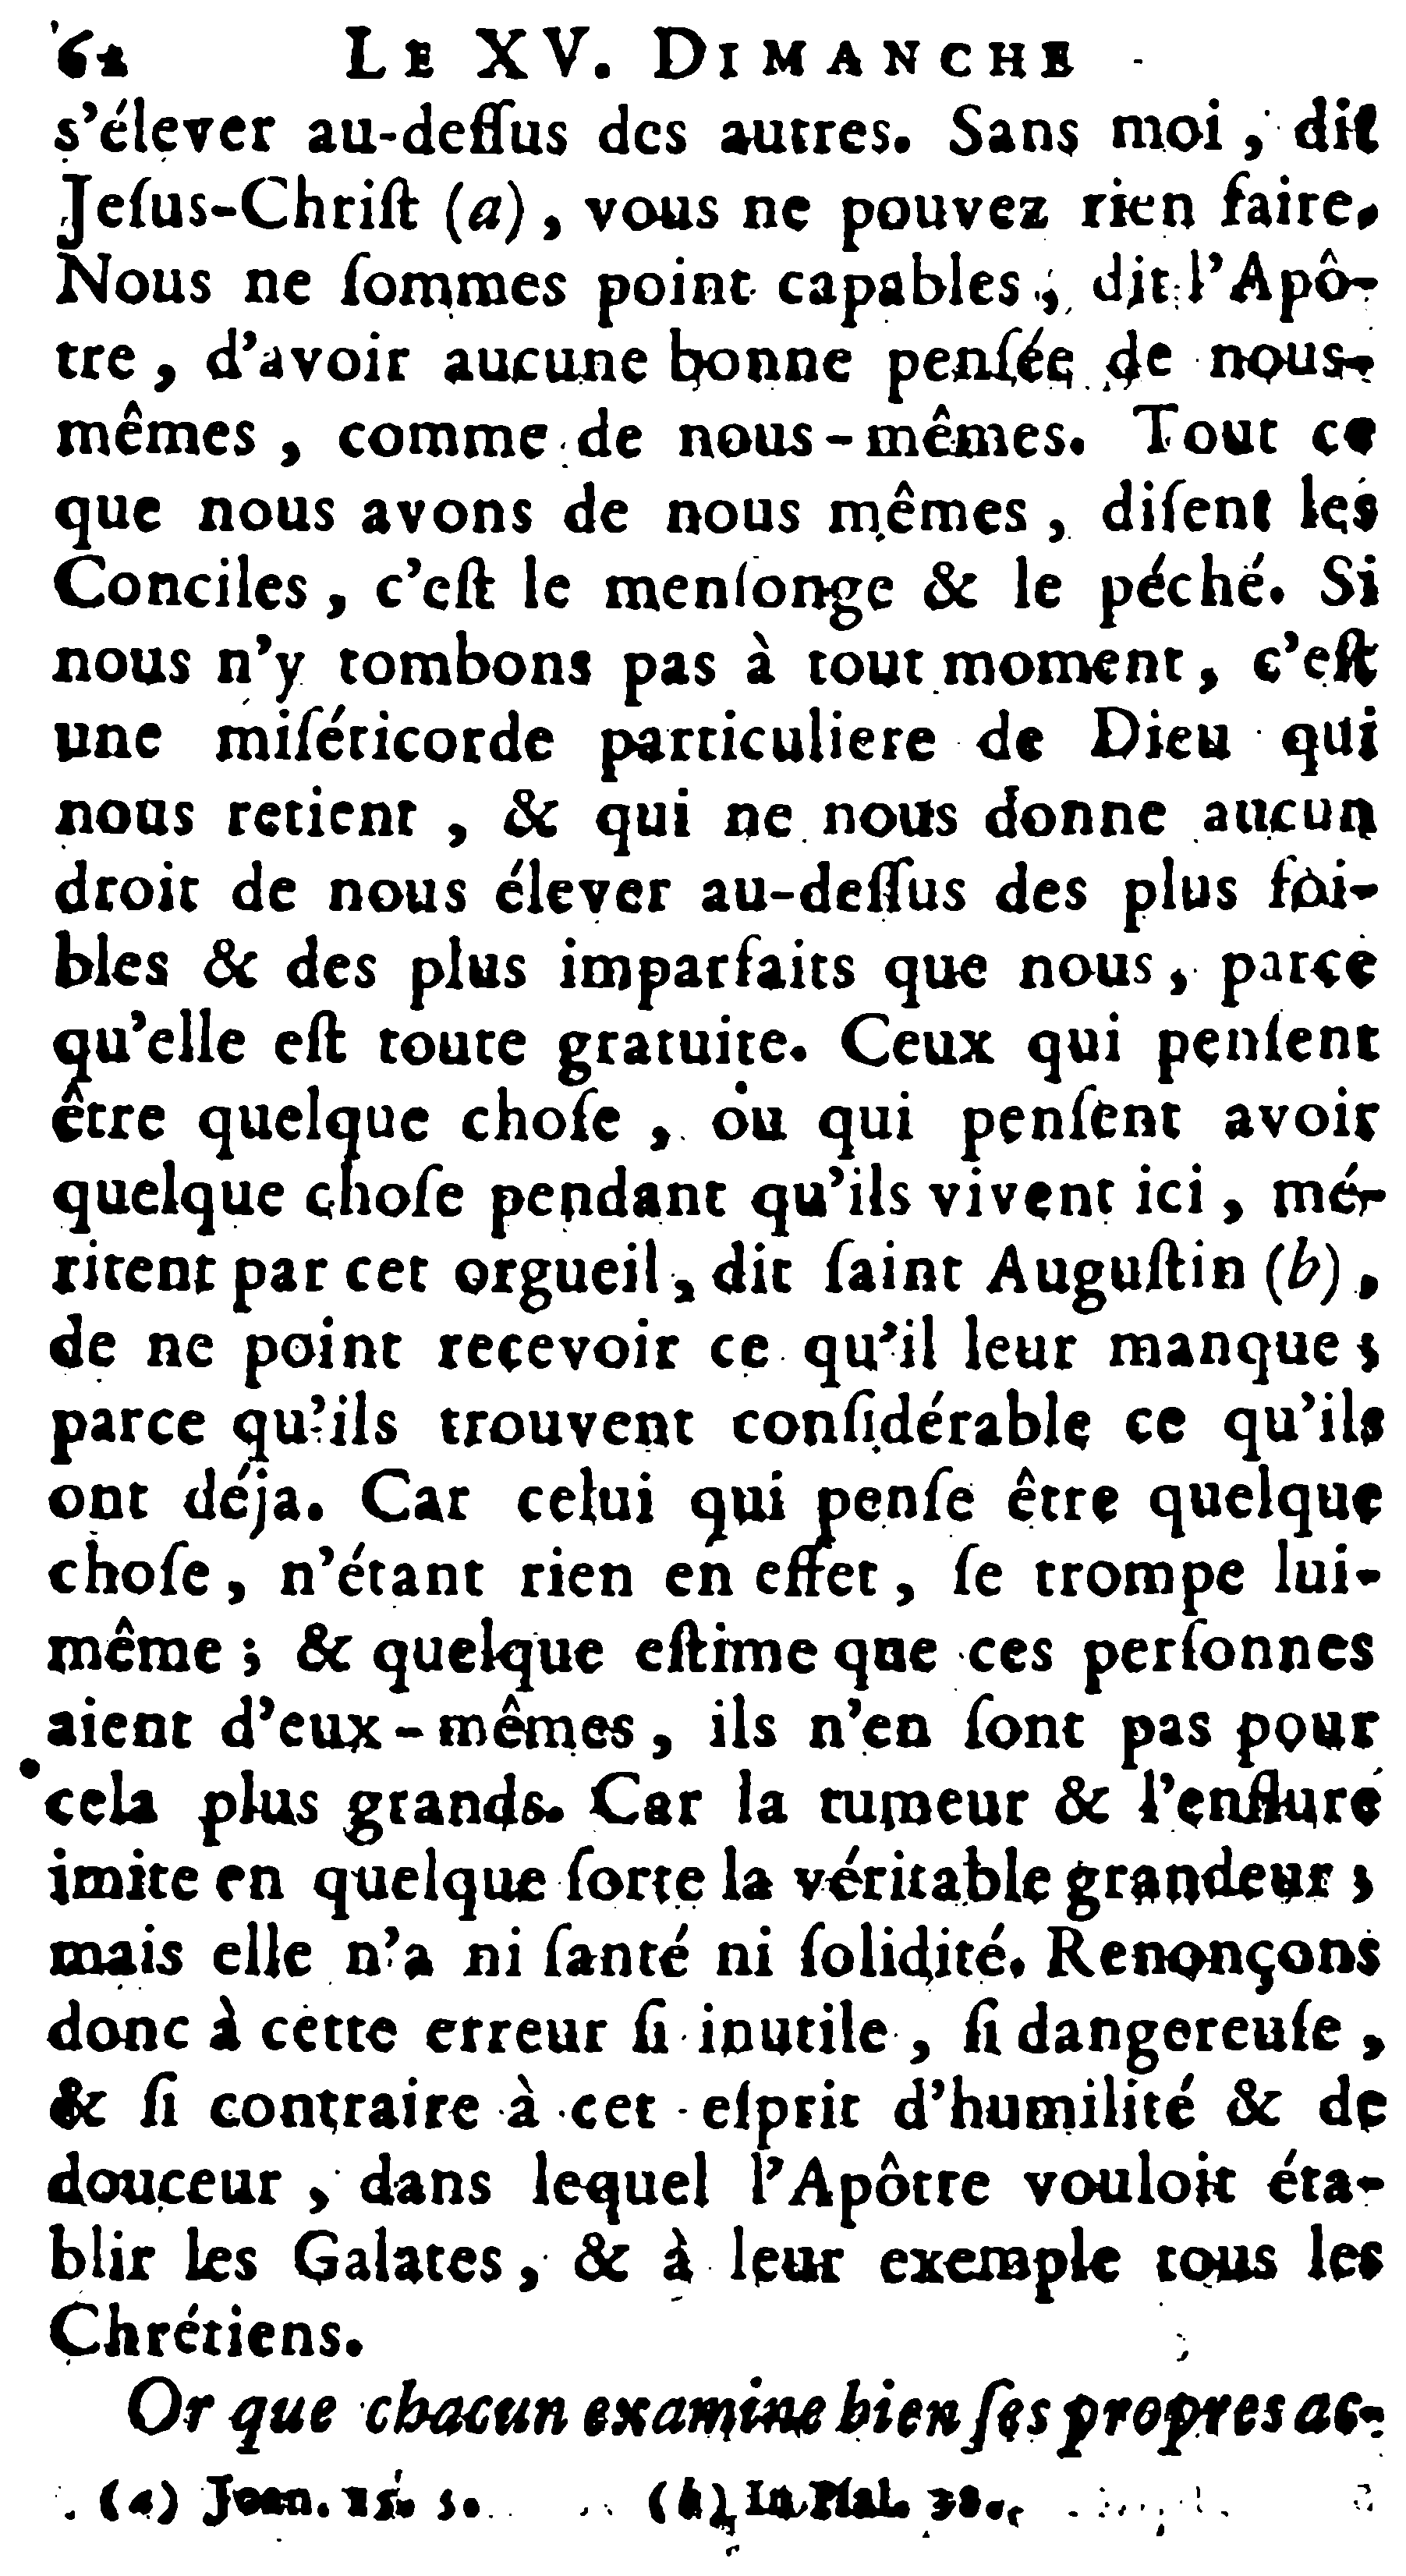 62 LE XV. DIMANCHE
s'élever au-deſſus des autres. Sans moi, dit
Jeſus-Chriſt (a), vous ne pouvez rien faire.
Nous ne ſommes point capables, dit l'Apô-
tre, d'avoir aucune bonne penſée de nous-
mêmes, comme de nous-mêmes. Tout ce
que nous avons de nous mêmes, diſent les
Conciles, c'eſt le menſonge & le péché. Si
nous n'y tombons pas à tout moment, c'eſt
une miſéricorde particuliere de Dieu qui
nous retient, & qui ne nous donne aucun
droit de nous élever au-deſſus des plus foi-
bles & des plus imparfaits que nous, parce
qu'elle eſt toute gratuite. Ceux qui penſent
être quelque choſe, ou qui penſent avoir
quelque choſe pendant qu'ils vivent ici, mé-
ritent par cet orgueil, dit ſaint Auguſtin (b),
de ne point recevoir ce qu'il leur manque;
parce qu'ils trouvent conſidérable ce qu'ils
ont déja. Car celui qui penſe être quelque
choſe, n'étant rien en effet, ſe trompe lui-
même; & quelque eſtime que ces perſonnes
aient d'eux-mêmes, ils n'en ſont pas pour
cela plus grands. Car la tumeur & l'enflure
imite en quelque ſorte la véritable grandeur;
mais elle n'a ni ſanté ni ſolidité. Renonçons
donc à cette erreur ſi inutile, ſi dangereuſe,
& ſi contraire à cet eſprit d'humilité & de
douceur, dans lequel l'Apôtre vouloit éta-
blir les Galates, & à leur exemple tous les
Chrétiens.
Or que chacun examine bien ſes propres ac-
(a) Joan. 15. 5. (b) In Pſal. 38.